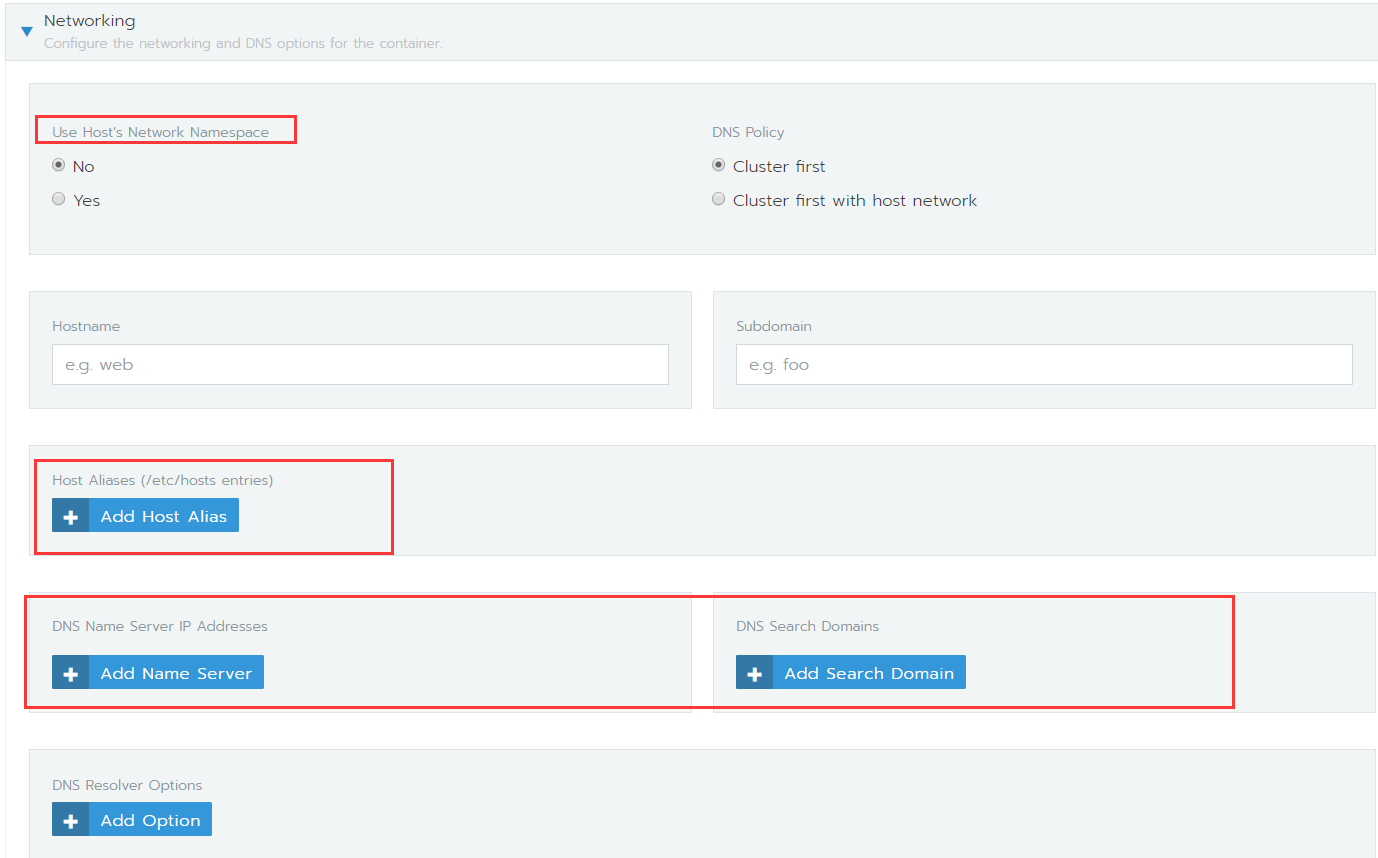 Networking
Configure the networking and DNS options for the container.
Use Host's Network Namespace
No
Yes
DNS Policy
Cluster first
Cluster first with host network
Hostname
e.g. web
Subdomain
e.g. foo
Host Aliases (/etc/hosts entries)
Add Host Alias
DNS Name Server IP Addresses
Add Name Server
DNS Search Domains
Add Search Domain
DNS Resolver Options
Add Option